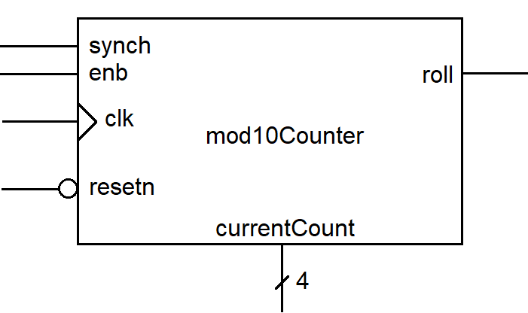 synch
enb
roll
clk
mod10Counter
resetn
currentCount
4